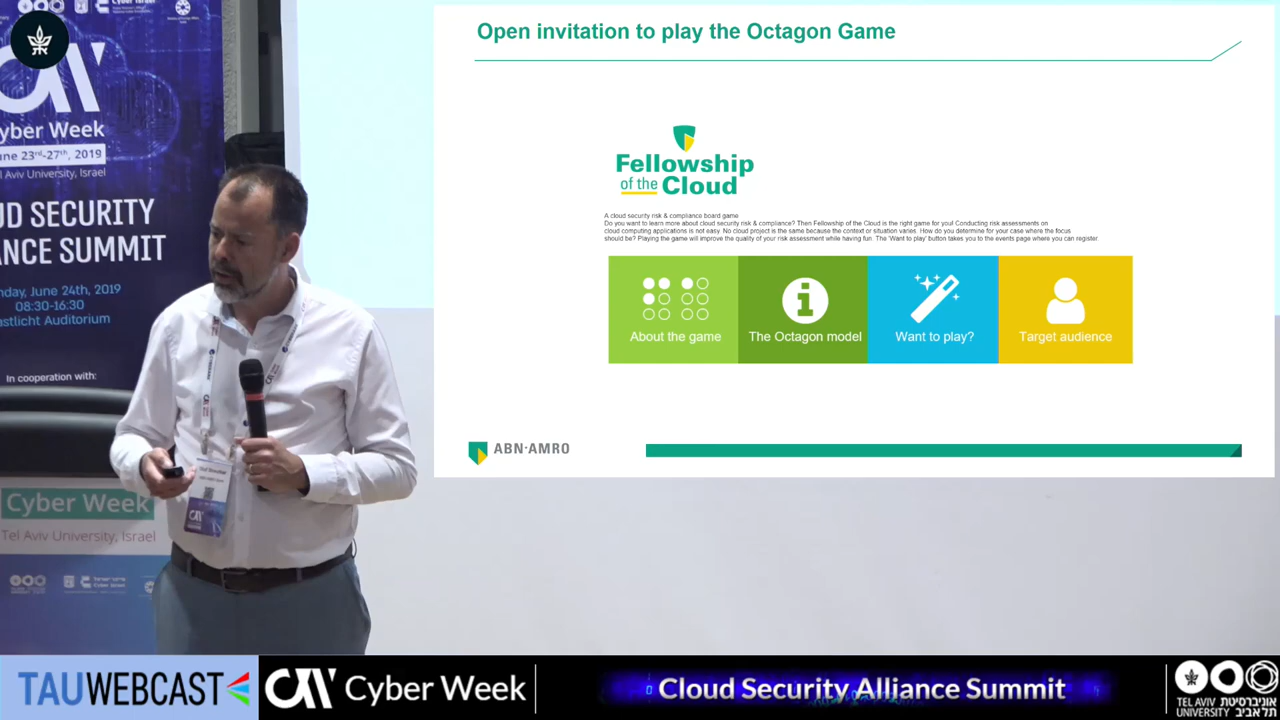 Cyber Week
June 23rd-27th, 2019
Tel Aviv University, Israel
CLOUD SECURITY
ALLIANCE SUMMIT
Monday, June 24th, 2019
08:30-16:30
Eastlicht Auditorium
In cooperation with:
Cyber Week
Tel Aviv University, Israel
Open invitation to play the Octagon Game
Fellowship
of the Cloud
A cloud security risk & compliance board game
Do you want to learn more about cloud security risk & compliance? Then Fellowship of the Cloud is the right game for you! Conducting risk assessments on
cloud computing applications is not easy. No cloud project is the same because the context or situation varies. How do you determine for your case where the focus
should be? Playing the game will improve the quality of your risk assessment while having fun. The 'Want to play' button takes you to the events page where you can register.
About the game
The Octagon model
Want to play?
Target audience
ABN·AMRO
TAUWEBCAST
Cyber Week
Cloud Security Alliance Summit
TEL AVIV אוניברסיטת
UNIVERSITY תל אביב